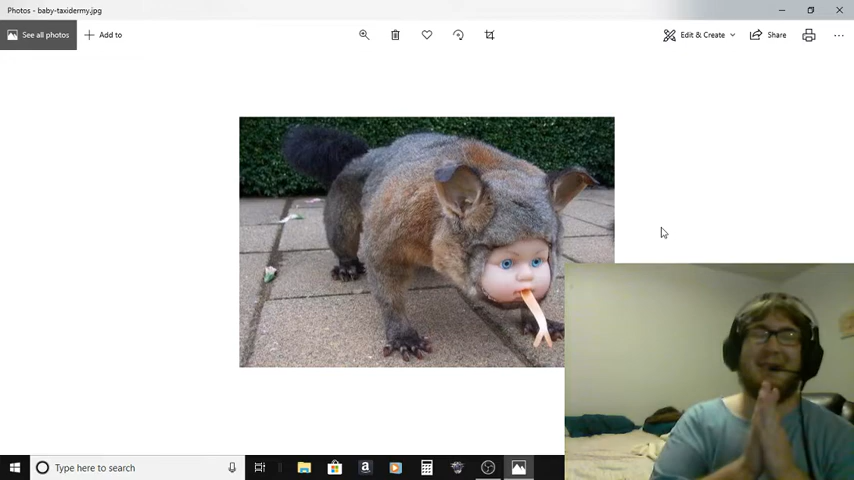 Photos - baby-taxidermy.jpg
See all photos
Add to
Edit & Create
Share
Type here to search